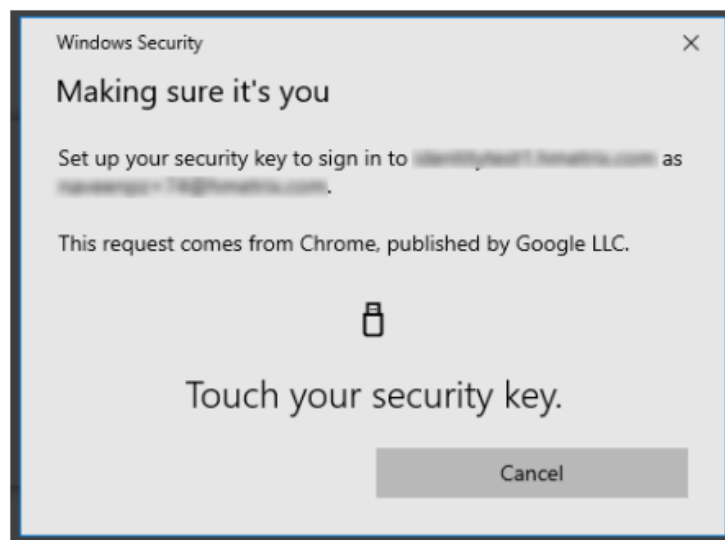 Windows Security
Making sure it's you
Set up your security key to sign in to as
.
This request comes from Chrome, published by Google LLC.
Touch your security key.
Cancel